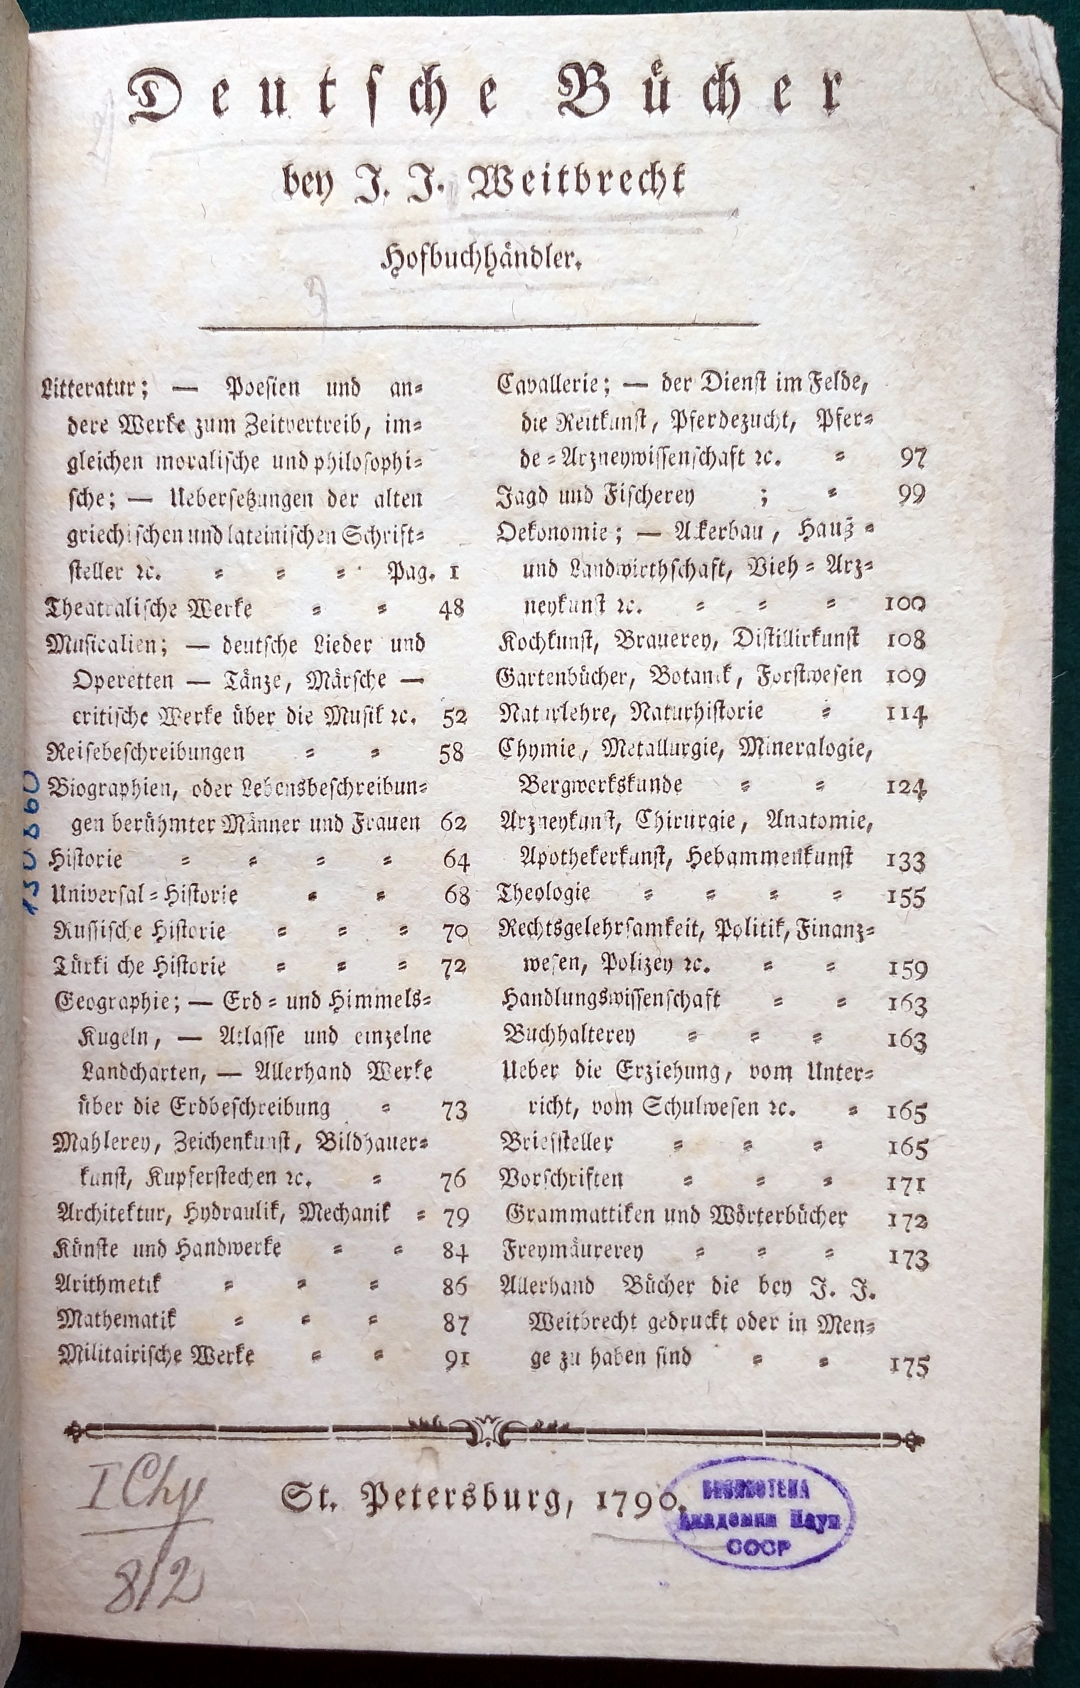 Deutsche Bücher
bey J. J. Weitbrecht
Hofbuchhändler.
Litteratur; — Poesien und an=
dere Werke zum Zeitvertreib, im=
gleichen moralische und philosophi=
sche; — Uebersetzungen der alten
griechischen und lateinischen Schrift=
steller ꝛc. = = = Pag. 1
Theatralische Werke = = 48
Musicalien; — deutsche Lieder und
Operetten — Tänze, Märsche —
critische Werke über die Musik ꝛc. 52
Reisebeschreibungen = = 58
Biographien, oder Lebensbeschreibun=
gen berühmter Männer und Frauen 62
Historie = = = = 64
Universal=Historie = = 68
Russische Historie = = = 70
Türki che Historie = = = 72
Geographie; — Erd= und Himmels=
Kugeln, — Atlasse und einzelne
Landcharten, — Allerhand Werke
über die Erdbeschreibung = 73
Mahlerey, Zeichenkunst, Bildhauer=
kunst, Kupferstechen ꝛc. = 76
Architektur, Hydraulik, Mechanik = 79
Künste und Handwerke = = 84
Arithmetik = = = 86
Mathematik = = = 87
Militairische Werke = = 91
Cavallerie; — der Dienst im Felde,
die Reitkunst, Pferdezucht, Pfer=
de=Arzneywissenschaft ꝛc. = 97
Jagd und Fischerey ; = 99
Oekonomie; — Akerbau, Hauß=
und Landwirthschaft, Vieh=Arz=
neykunst ꝛc. = = = 100
Kochkunst, Brauerey, Distillirkunst 108
Gartenbücher, Botanik, Forstwesen 109
Naturlehre, Naturhistorie = 114
Chymie, Metallurgie, Mineralogie,
Bergwerkskunde = = 124
Arzneykunst, Chirurgie, Anatomie,
Apothekerkunst, Hebammenkunst 133
Theologie = = = = 155
Rechtsgelehrsamkeit, Politik, Finanz=
wesen, Polizey ꝛc. = = 159
Handlungswissenschaft = = 163
Buchhalterey = = = 163
Ueber die Erziehung, vom Unter=
richt, vom Schulwesen ꝛc. = 165
Briefsteller = = = 165
Vorschriften = = = 171
Grammattiken und Wörterbücher 172
Freymäurerey = = = 173
Allerhand Bücher die bey J. J.
Weitbrecht gedruckt oder in Men=
ge zu haben sind = = 175
St. Petersburg, 1790.
БИБЛИОТЕКА
Академии Наук
СССР
I Chy
812